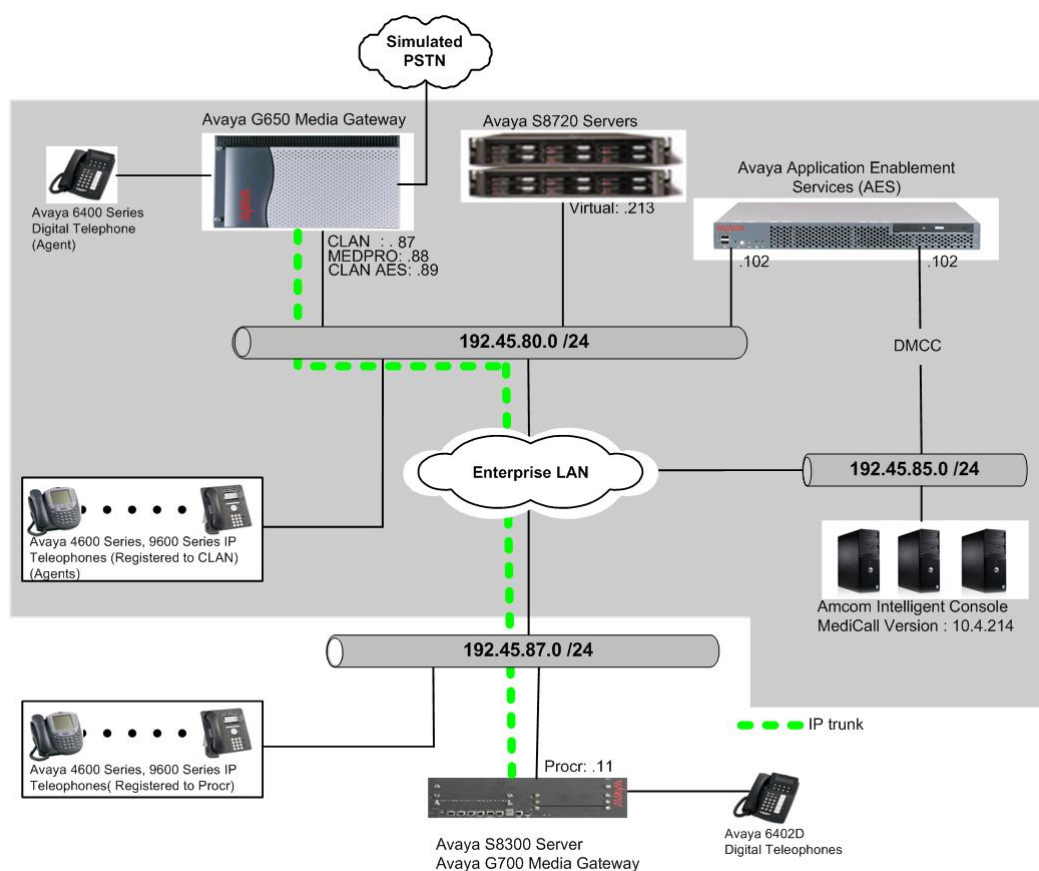 Simulated
PSTN
Avaya G650 Media Gateway
Avaya S8720 Servers
Avaya Application Enablement
Services (AES)
Virtual: .213
Avaya 6400 Series
Digital Telephone
(Agent)
CLAN : . 87
MEDPRO: .88
CLAN AES: .89
AVAYA
.102
.102
192.45.80.0 /24
DMCC
Enterprise LAN
192.45.85.0 /24
Avaya 4600 Series, 9600 Series IP
Telephones (Registered to CLAN)
(Agents)
Amcom Intelligent Console
MediCall Version : 10.4.214
192.45.87.0 /24
IP trunk
Avaya 4600 Series, 9600 Series IP
Telephones( Registered to Procr)
Procr: .11
AVAYA
Avaya S8300 Server
Avaya G700 Media Gateway
Avaya 6402D
Digital Teleophones